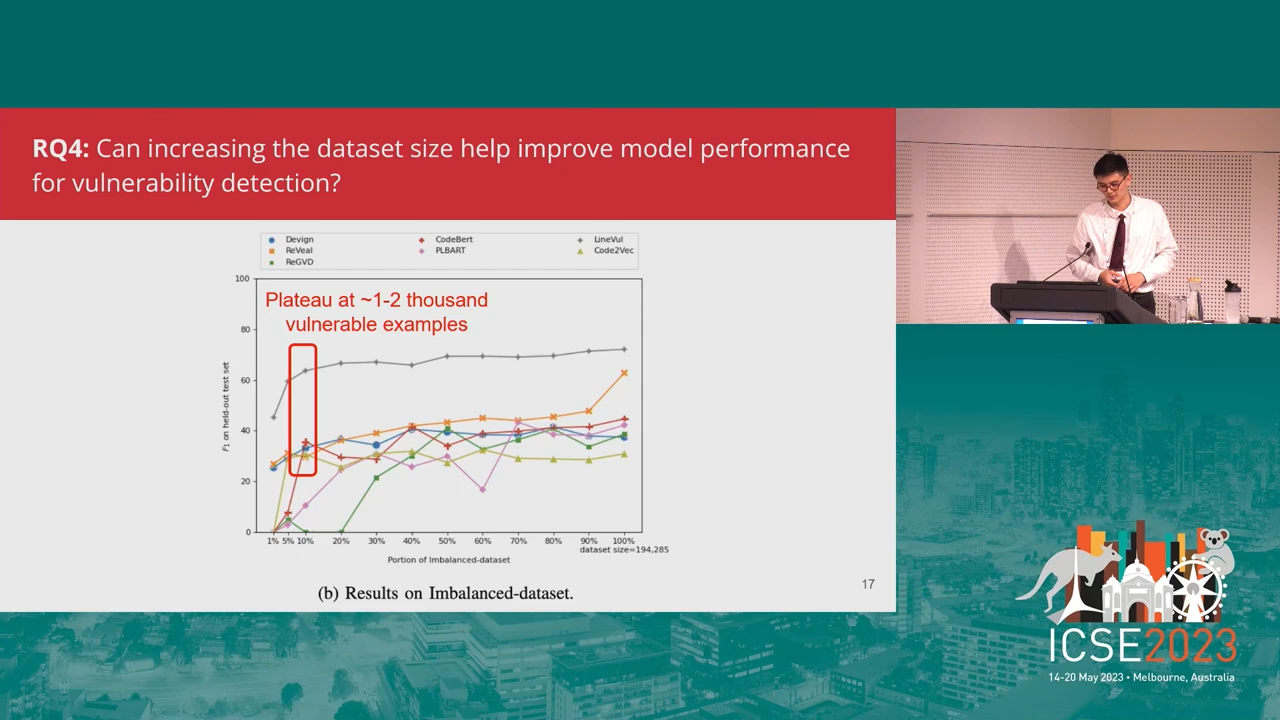 RQ4: Can increasing the dataset size help improve model performance
for vulnerability detection?
Devign
CodeBert
LineVul
ReVeal
PLBART
Code2Vec
ReGVD
Plateau at ~1-2 thousand
vulnerable examples
100
80
60
40
20
0
F1 on held-out test set
1% 5% 10% 20% 30% 40% 50% 60% 70% 80% 90% 100%
dataset size=194,285
Portion of Imbalanced-dataset
(b) Results on Imbalanced-dataset.
17
ICSE2023
14-20 May 2023 • Melbourne, Australia